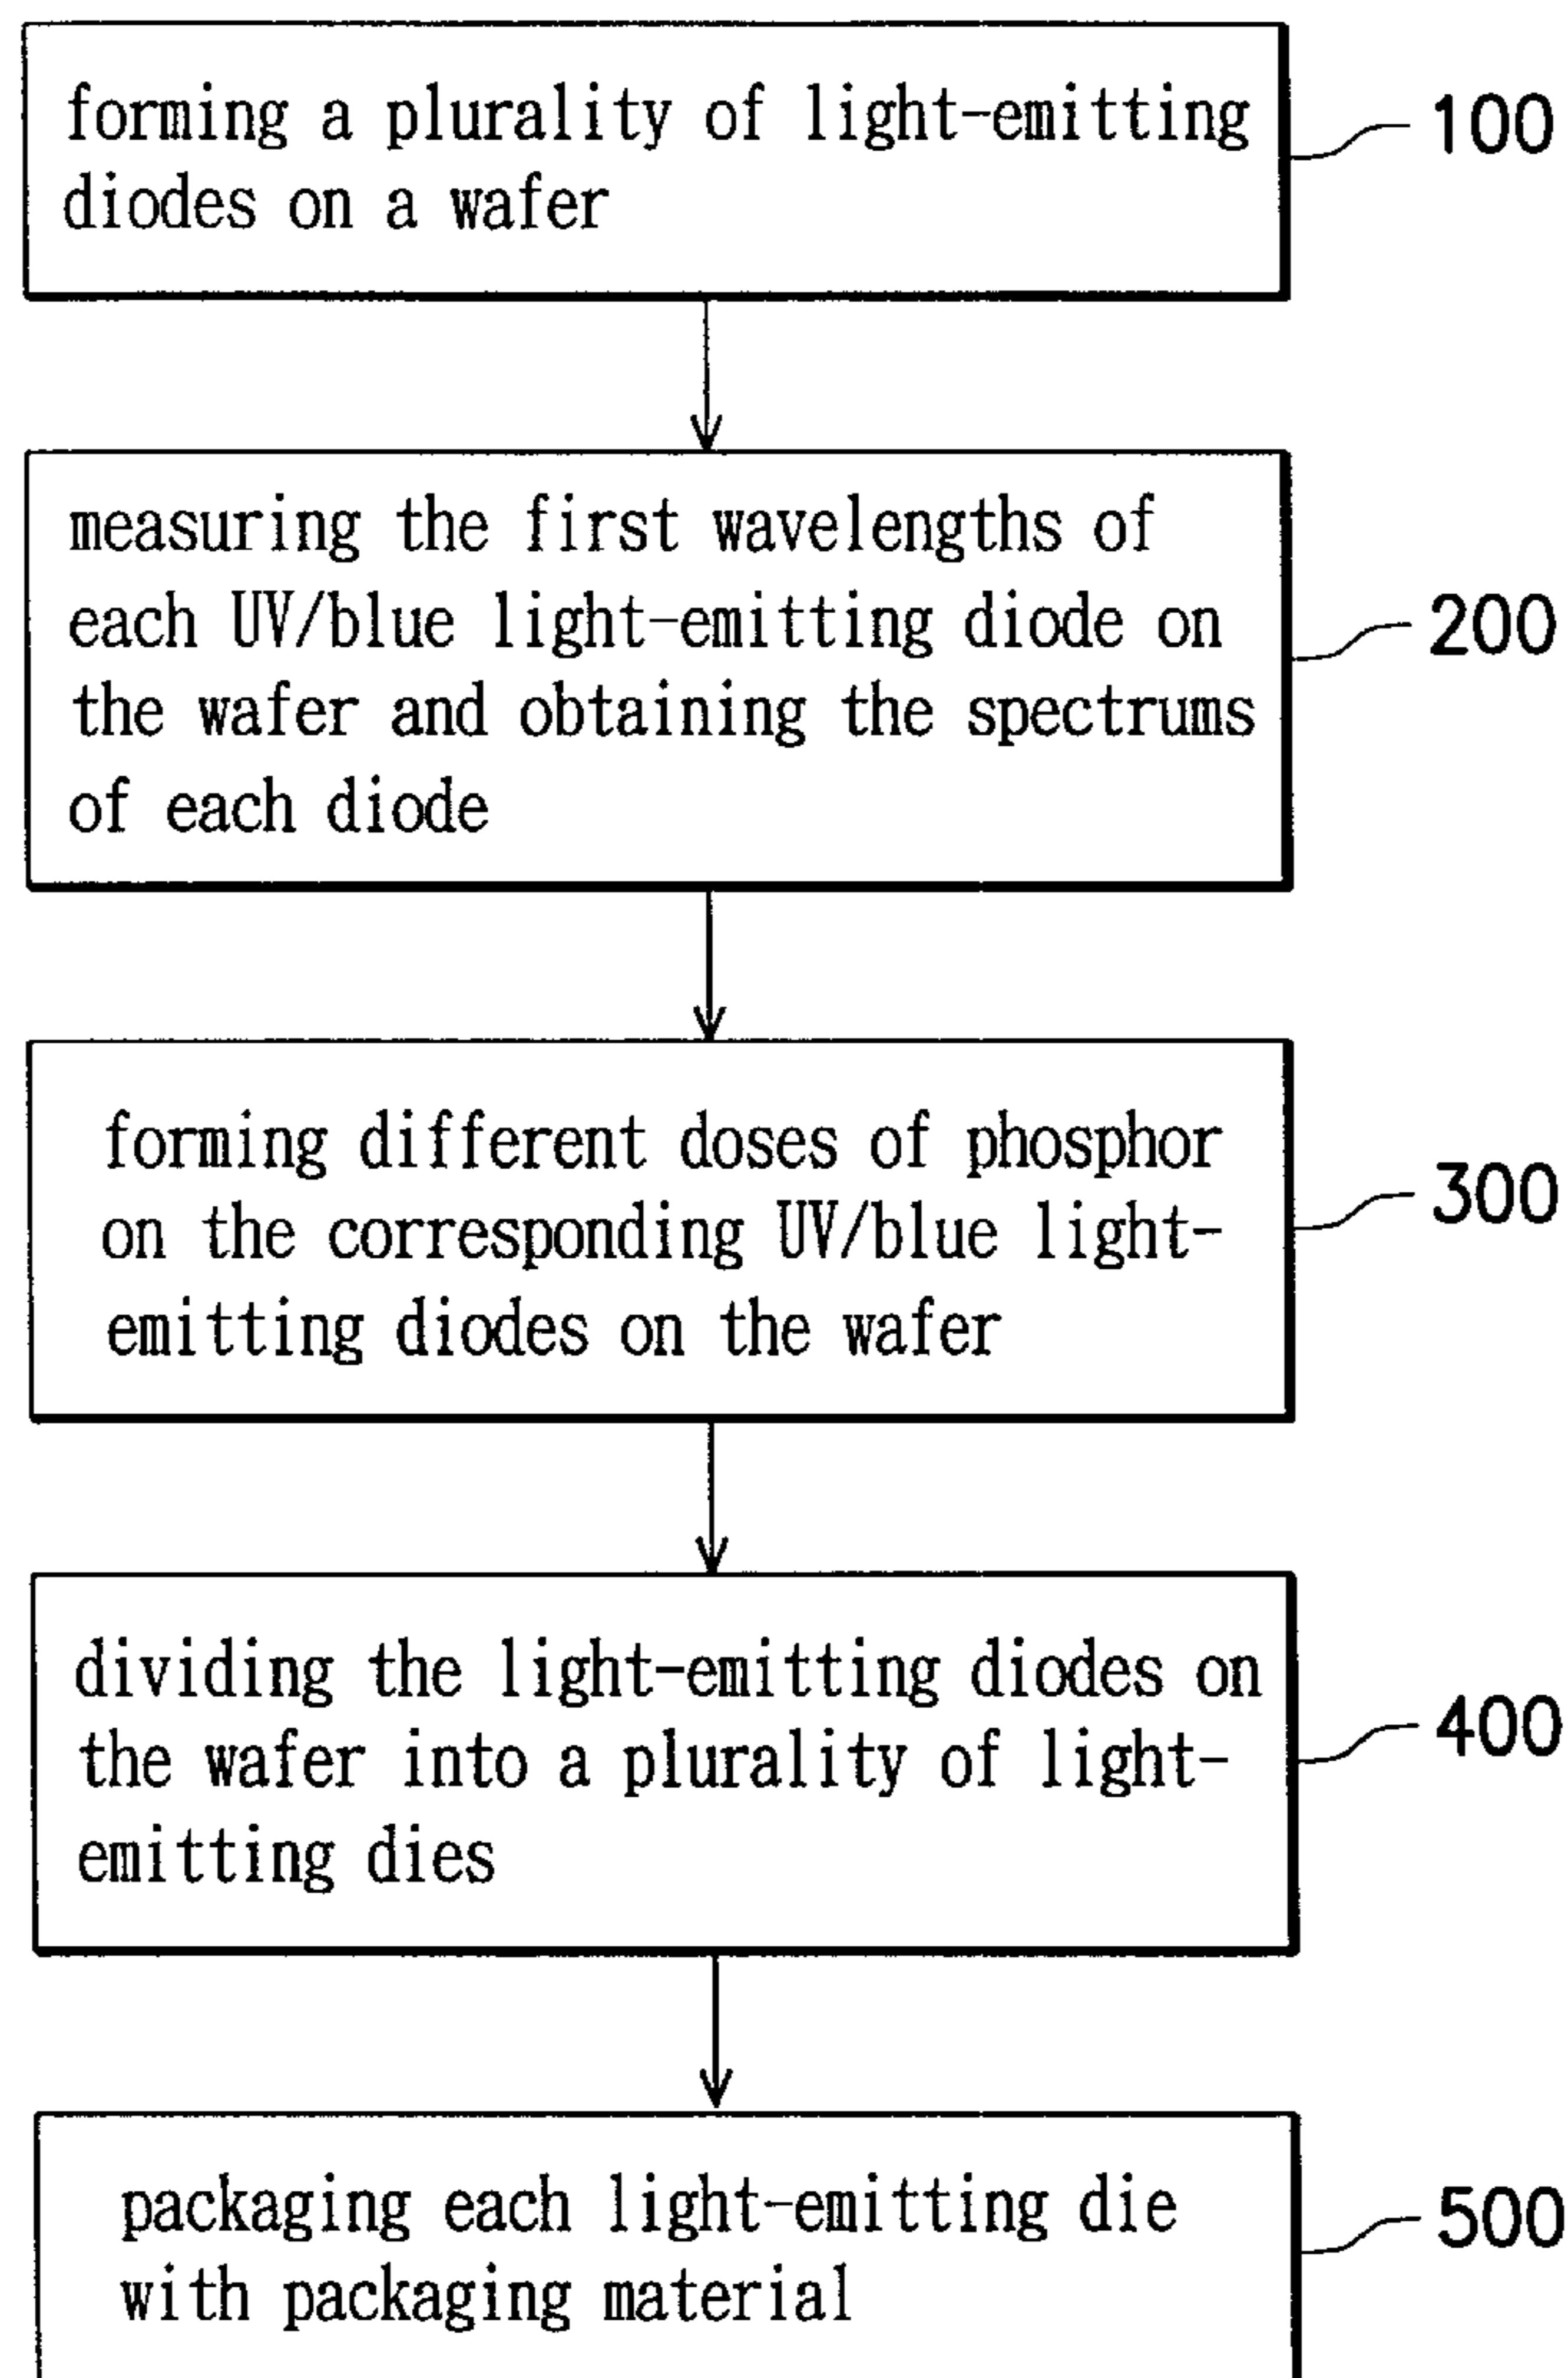 forming a plurality of light-emitting
diodes on a wafer
100
measuring the first wavelengths of
each UV/blue light-emitting diode on
the wafer and obtaining the spectrums
of each diode
200
forming different doses of phosphor
on the corresponding UV/blue light-
emitting diodes on the wafer
300
dividing the light-emitting diodes on
the wafer into a plurality of light-
emitting dies
400
packaging each light-emitting die
with packaging material
500